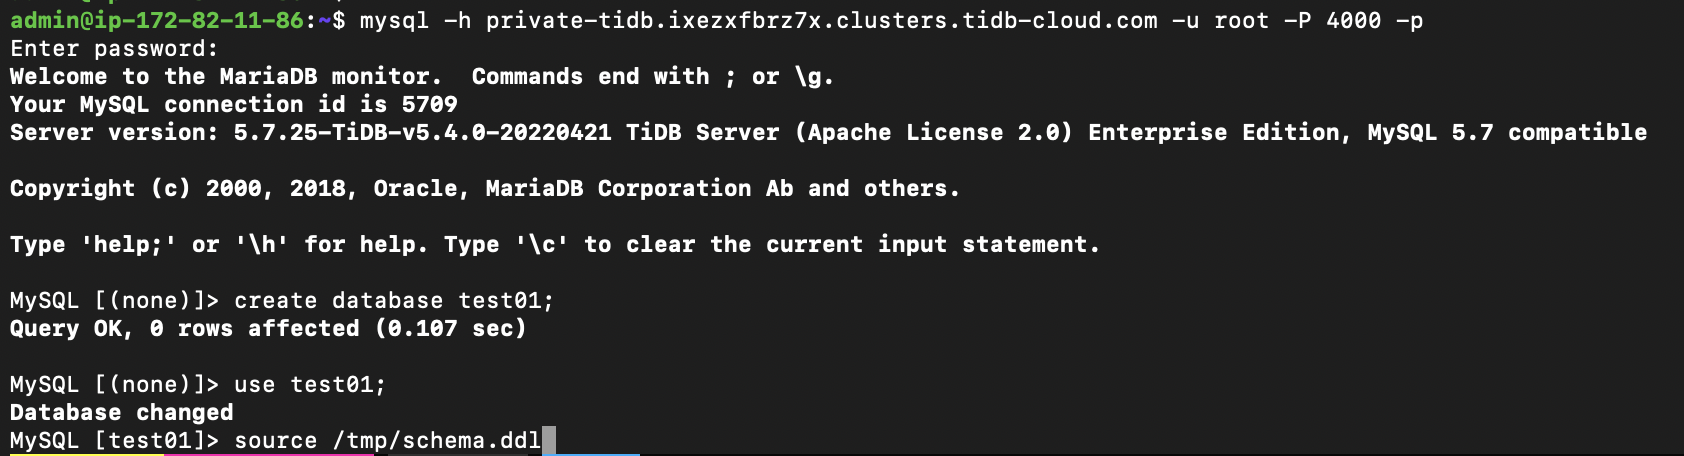 admin@ip-172-82-11-86:~$ mysql -h private-tidb.ixezxfbrz7x.clusters.tidb-cloud.com -u root -P 4000 -p
Enter password:
Welcome to the MariaDB monitor.  Commands end with ; or \g.
Your MySQL connection id is 5709
Server version: 5.7.25-TiDB-v5.4.0-20220421 TiDB Server (Apache License 2.0) Enterprise Edition, MySQL 5.7 compatible
Copyright (c) 2000, 2018, Oracle, MariaDB Corporation Ab and others.
Type 'help;' or '\h' for help. Type '\c' to clear the current input statement.
MySQL [(none)]> create database test01;
Query OK, 0 rows affected (0.107 sec)
MySQL [(none)]> use test01;
Database changed
MySQL [test01]> source /tmp/schema.ddl